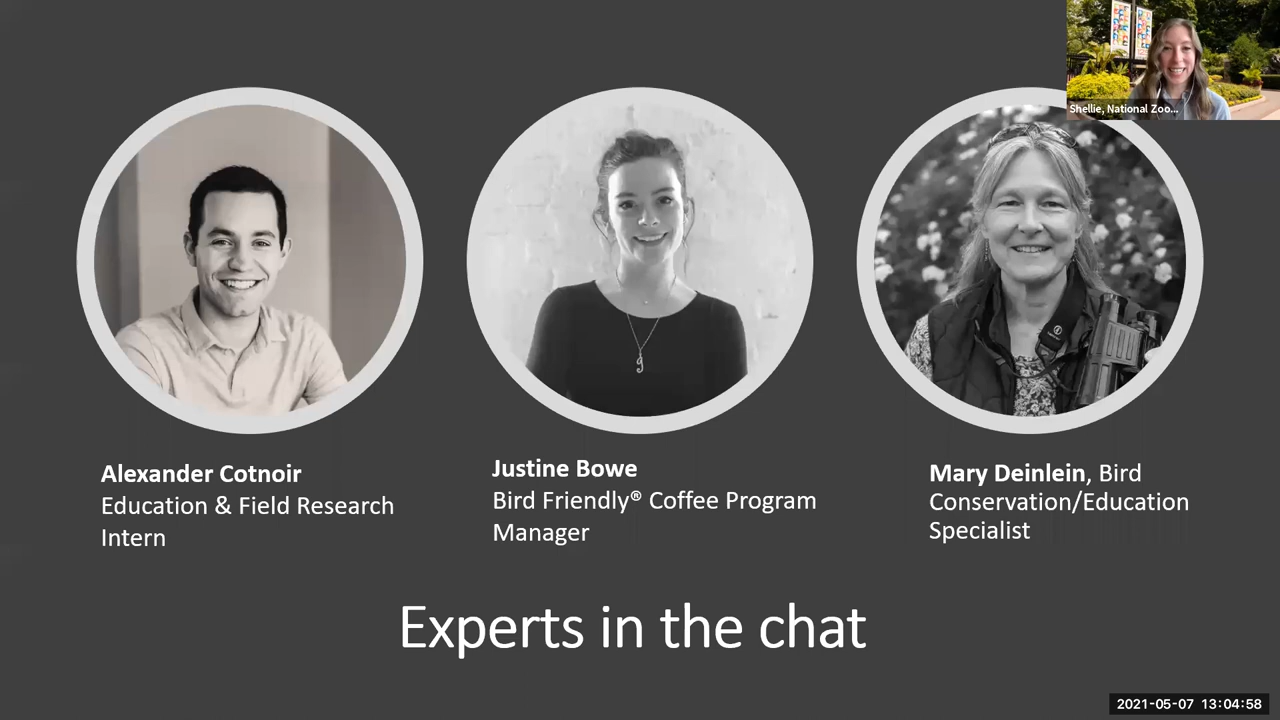 Shellie, National Zoo...
Alexander Cotnoir
Education & Field Research
Intern
Justine Bowe
Bird Friendly® Coffee Program
Manager
Mary Deinlein, Bird
Conservation/Education
Specialist
Experts in the chat
2021-05-07 13:04:58